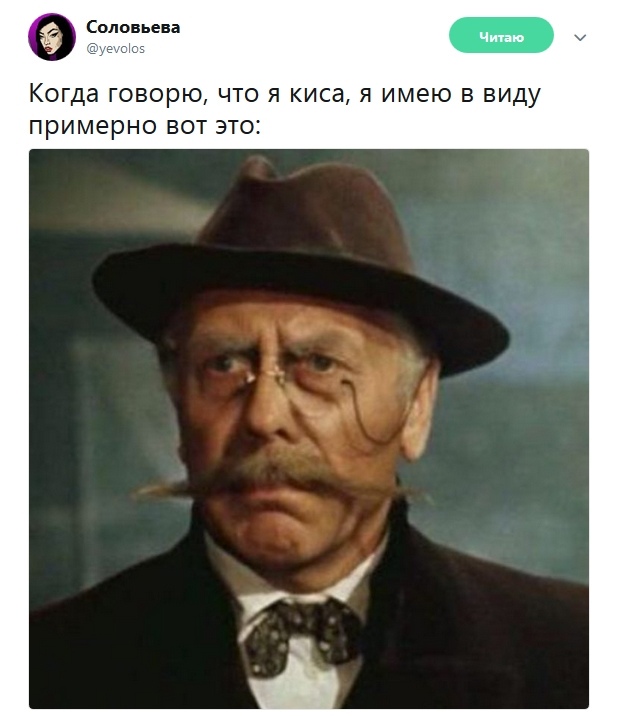 Соловьева
@yevolos
Читаю
Когда говорю, что я киса, я имею в виду
примерно вот это: